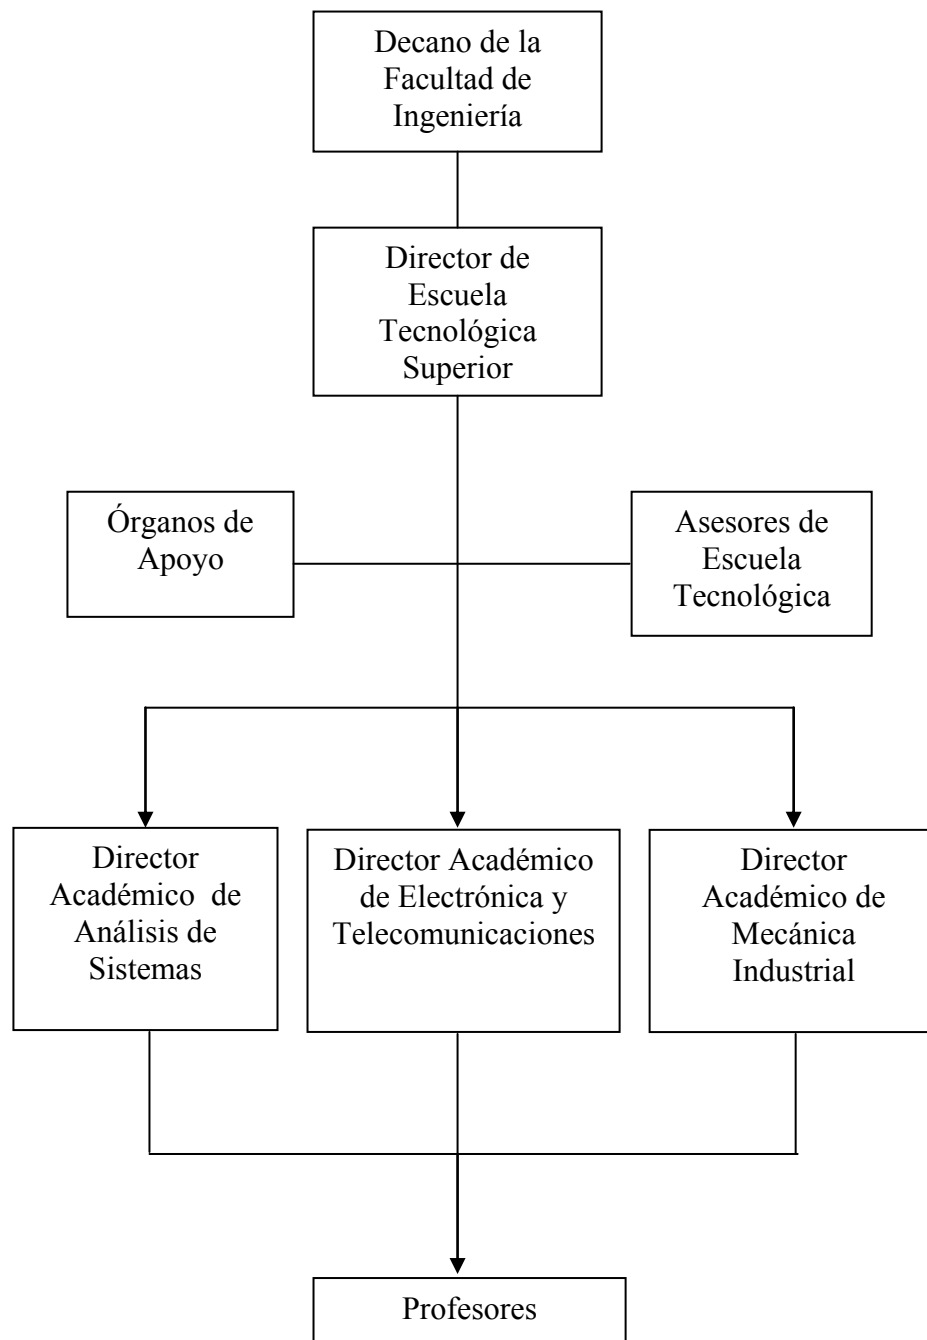 Decano de la
Facultad de
Ingeniería
Director de
Escuela
Tecnológica
Superior
Órganos de
Apoyo
Asesores de
Escuela
Tecnológica
Director
Académico  de
Análisis de
Sistemas
Director Académico
de Electrónica y
Telecomunicaciones
Director
Académico de
Mecánica
Industrial
Profesores